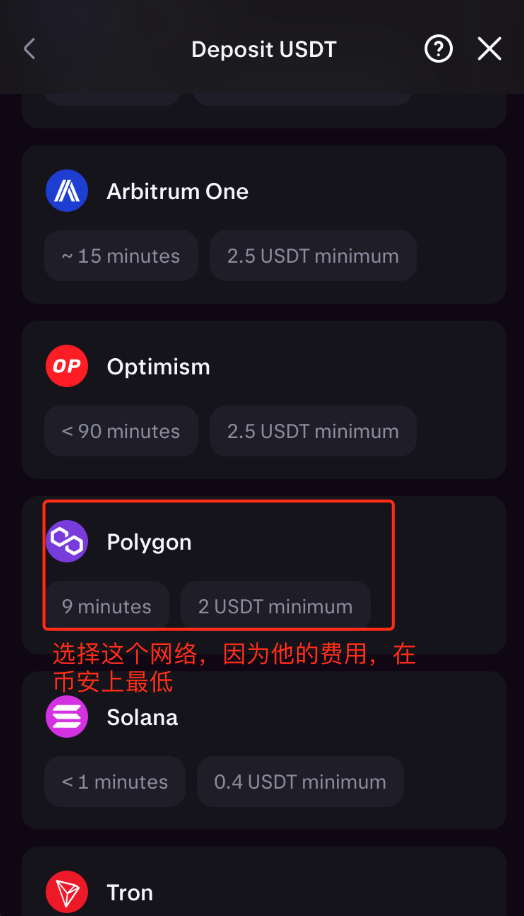 Deposit USDT
Arbitrum One
~ 15 minutes
2.5 USDT minimum
OP
Optimism
< 90 minutes
2.5 USDT minimum
Polygon
9 minutes
2 USDT minimum
选择这个网络，因为他的费用，在
币安上最低
Solana
< 1 minutes
0.4 USDT minimum
Tron